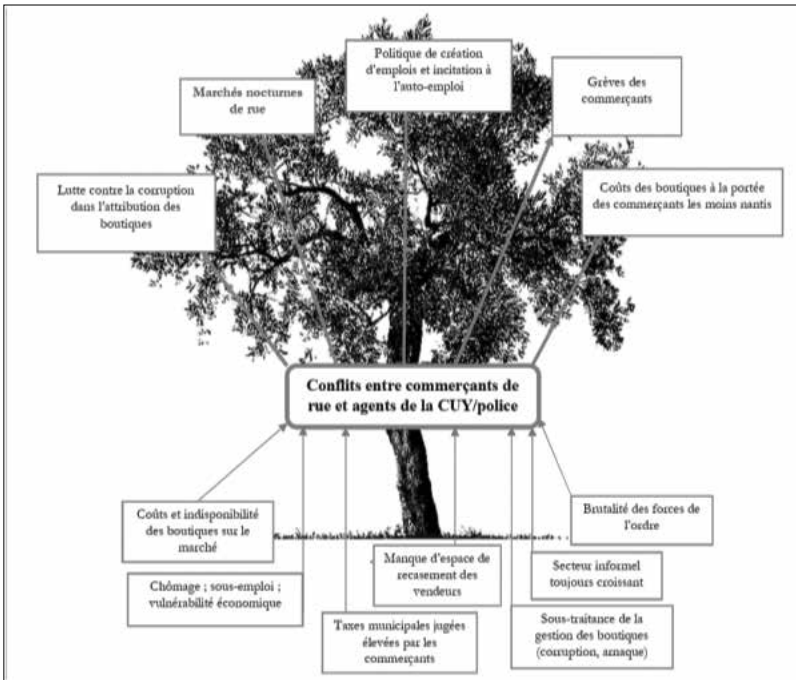 Politique de création
d'emplois et incitation à
l'auto-emploi
Marchés nocturnes
de rue
Grèves des
commerçants
Lutte contre la corruption
dans l'attribution des
boutiques
Coûts des boutiques à la portée
des commerçants les moins nantis
Conflits entre commerçants de
rue et agents de la CUY/police
Coûts et indisponibilité
des boutiques sur le
marché
Brutalité des forces de
l'ordre
Manque d'espace de
recasement des
vendeurs
Secteur informel
toujours croissant
Chômage ; sous-emploi ;
vulnérabilité économique
Taxes municipales jugées
élevées par les
commerçants
Sous-traitance de la
gestion des boutiques
(corruption, arnaque)